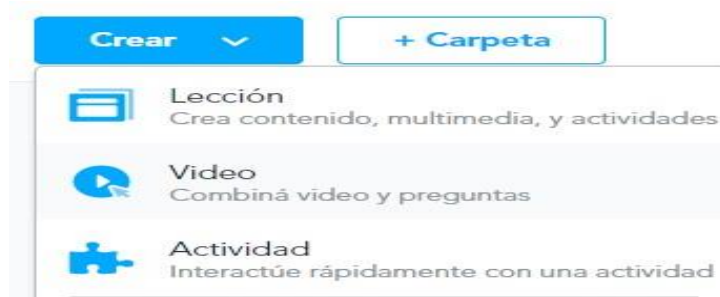 Crear
+ Carpeta
Lección
Crea contenido, multimedia, y actividades
Video
Combiná video y preguntas
Actividad
Interactúe rápidamente con una actividad